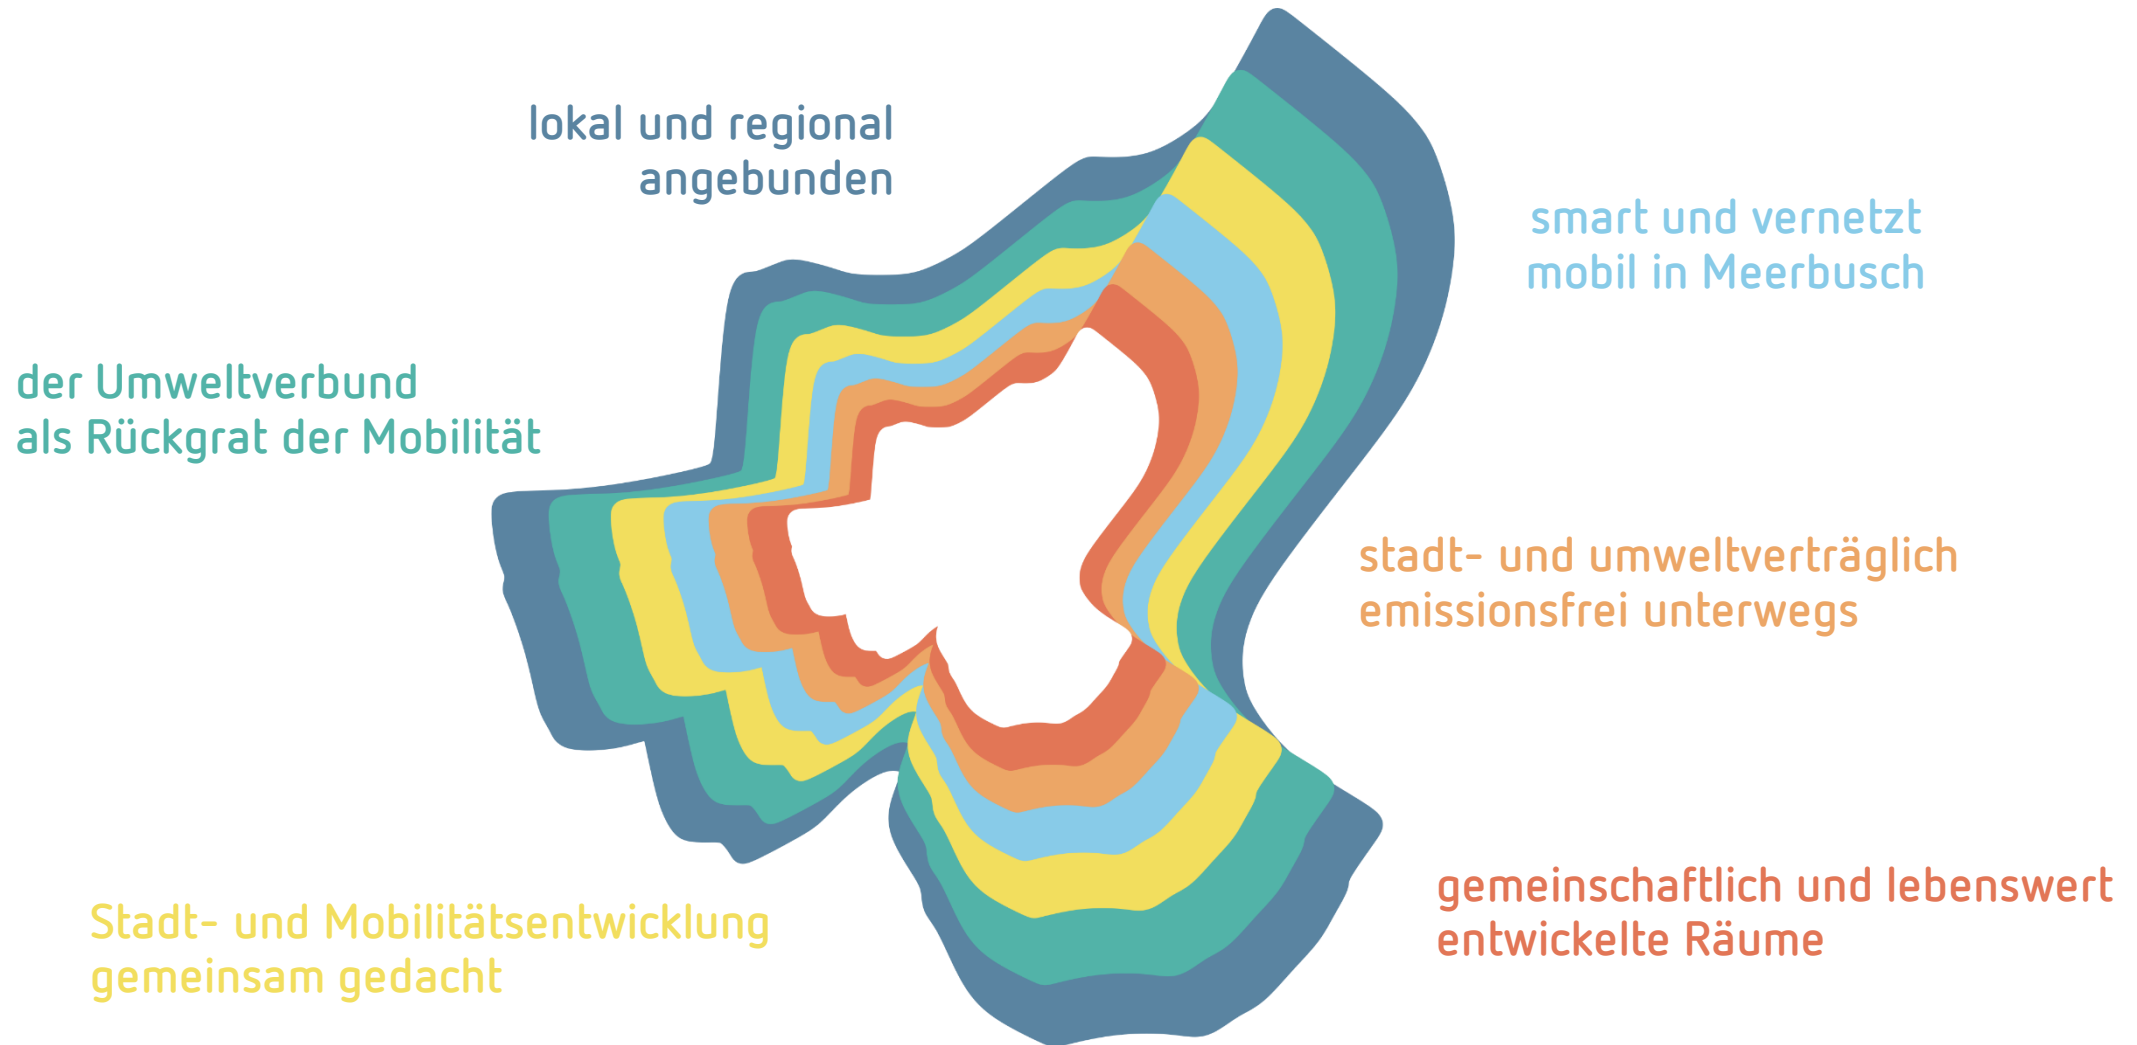 lokal und regional
angebunden
smart und vernetzt
mobil in Meerbusch
der Umweltverbund
als Rückgrat der Mobilität
stadt- und umweltverträglich
emissionsfrei unterwegs
Stadt- und Mobilitätsentwicklung
gemeinsam gedacht
gemeinschaftlich und lebenswert
entwickelte Räume